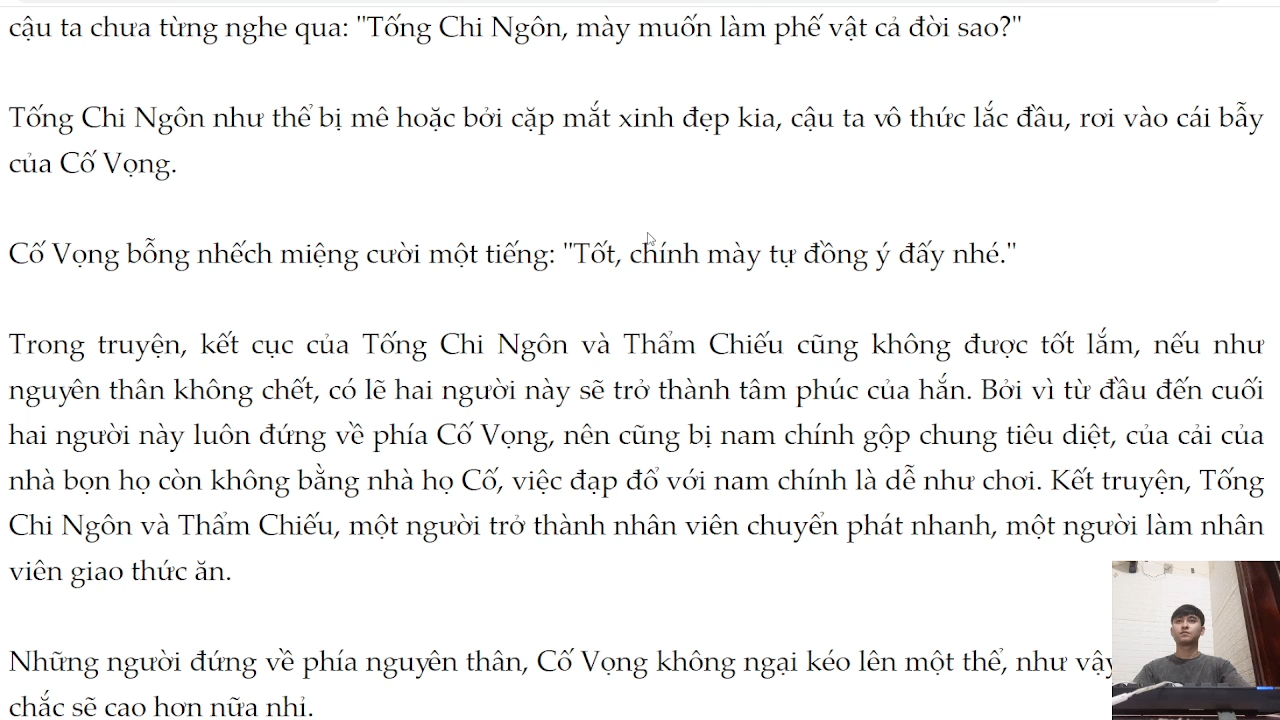 cậu ta chưa từng nghe qua: "Tống Chi Ngôn, mày muốn làm phế vật cả đời sao?"
Tống Chi Ngôn như thể bị mê hoặc bởi cặp mắt xinh đẹp kia, cậu ta vô thức lắc đầu, rơi vào cái bẫy
của Cố Vọng.
Cố Vọng bỗng nhếch miệng cười một tiếng: "Tốt, chính mày tự đồng ý đấy nhé."
Trong truyện, kết cục của Tống Chi Ngôn và Thẩm Chiếu cũng không được tốt lắm, nếu như
nguyên thân không chết, có lẽ hai người này sẽ trở thành tâm phúc của hắn. Bởi vì từ đầu đến cuối
hai người này luôn đứng về phía Cố Vọng, nên cũng bị nam chính gộp chung tiêu diệt, của cải của
nhà bọn họ còn không bằng nhà họ Cố, việc đạp đổ với nam chính là dễ như chơi. Kết truyện, Tống
Chi Ngôn và Thẩm Chiếu, một người trở thành nhân viên chuyển phát nhanh, một người làm nhân
viên giao thức ăn.
Những người đứng về phía nguyên thân, Cố Vọng không ngại kéo lên một thể, như vậy
chắc sẽ cao hơn nữa nhỉ.